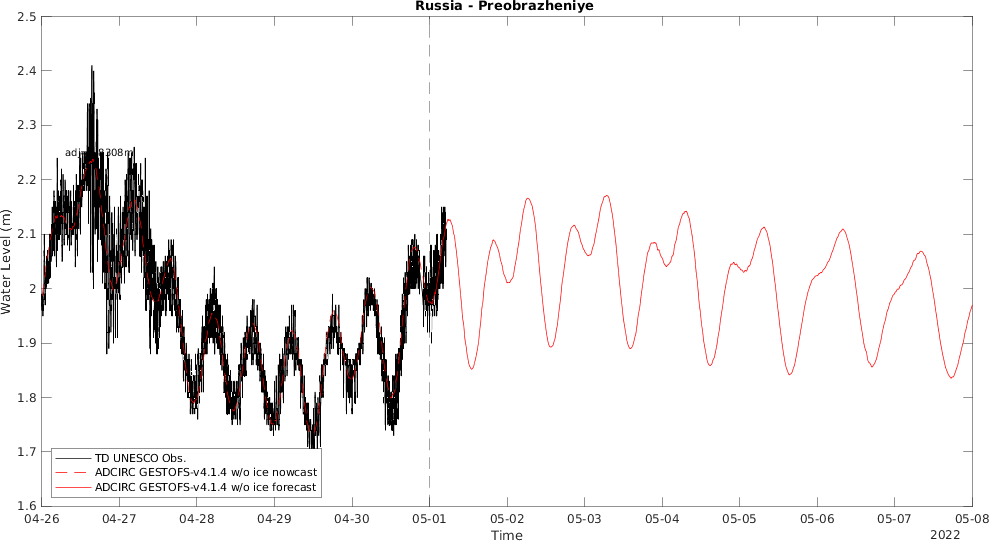 Russia - Preobrazheniye
2.5
2.4
2.3
2.2
2.1
2
1.9
1.8
1.7
1.6
Water Level (m)
TD UNESCO Obs.
ADCIRC GESTOFS-v4.1.4 w/o ice nowcast
ADCIRC GESTOFS-v4.1.4 w/o ice forecast
04-26 04-27 04-28 04-29 04-30 05-01 05-02 05-03 05-04 05-05 05-06 05-07 05-08
Time
2022